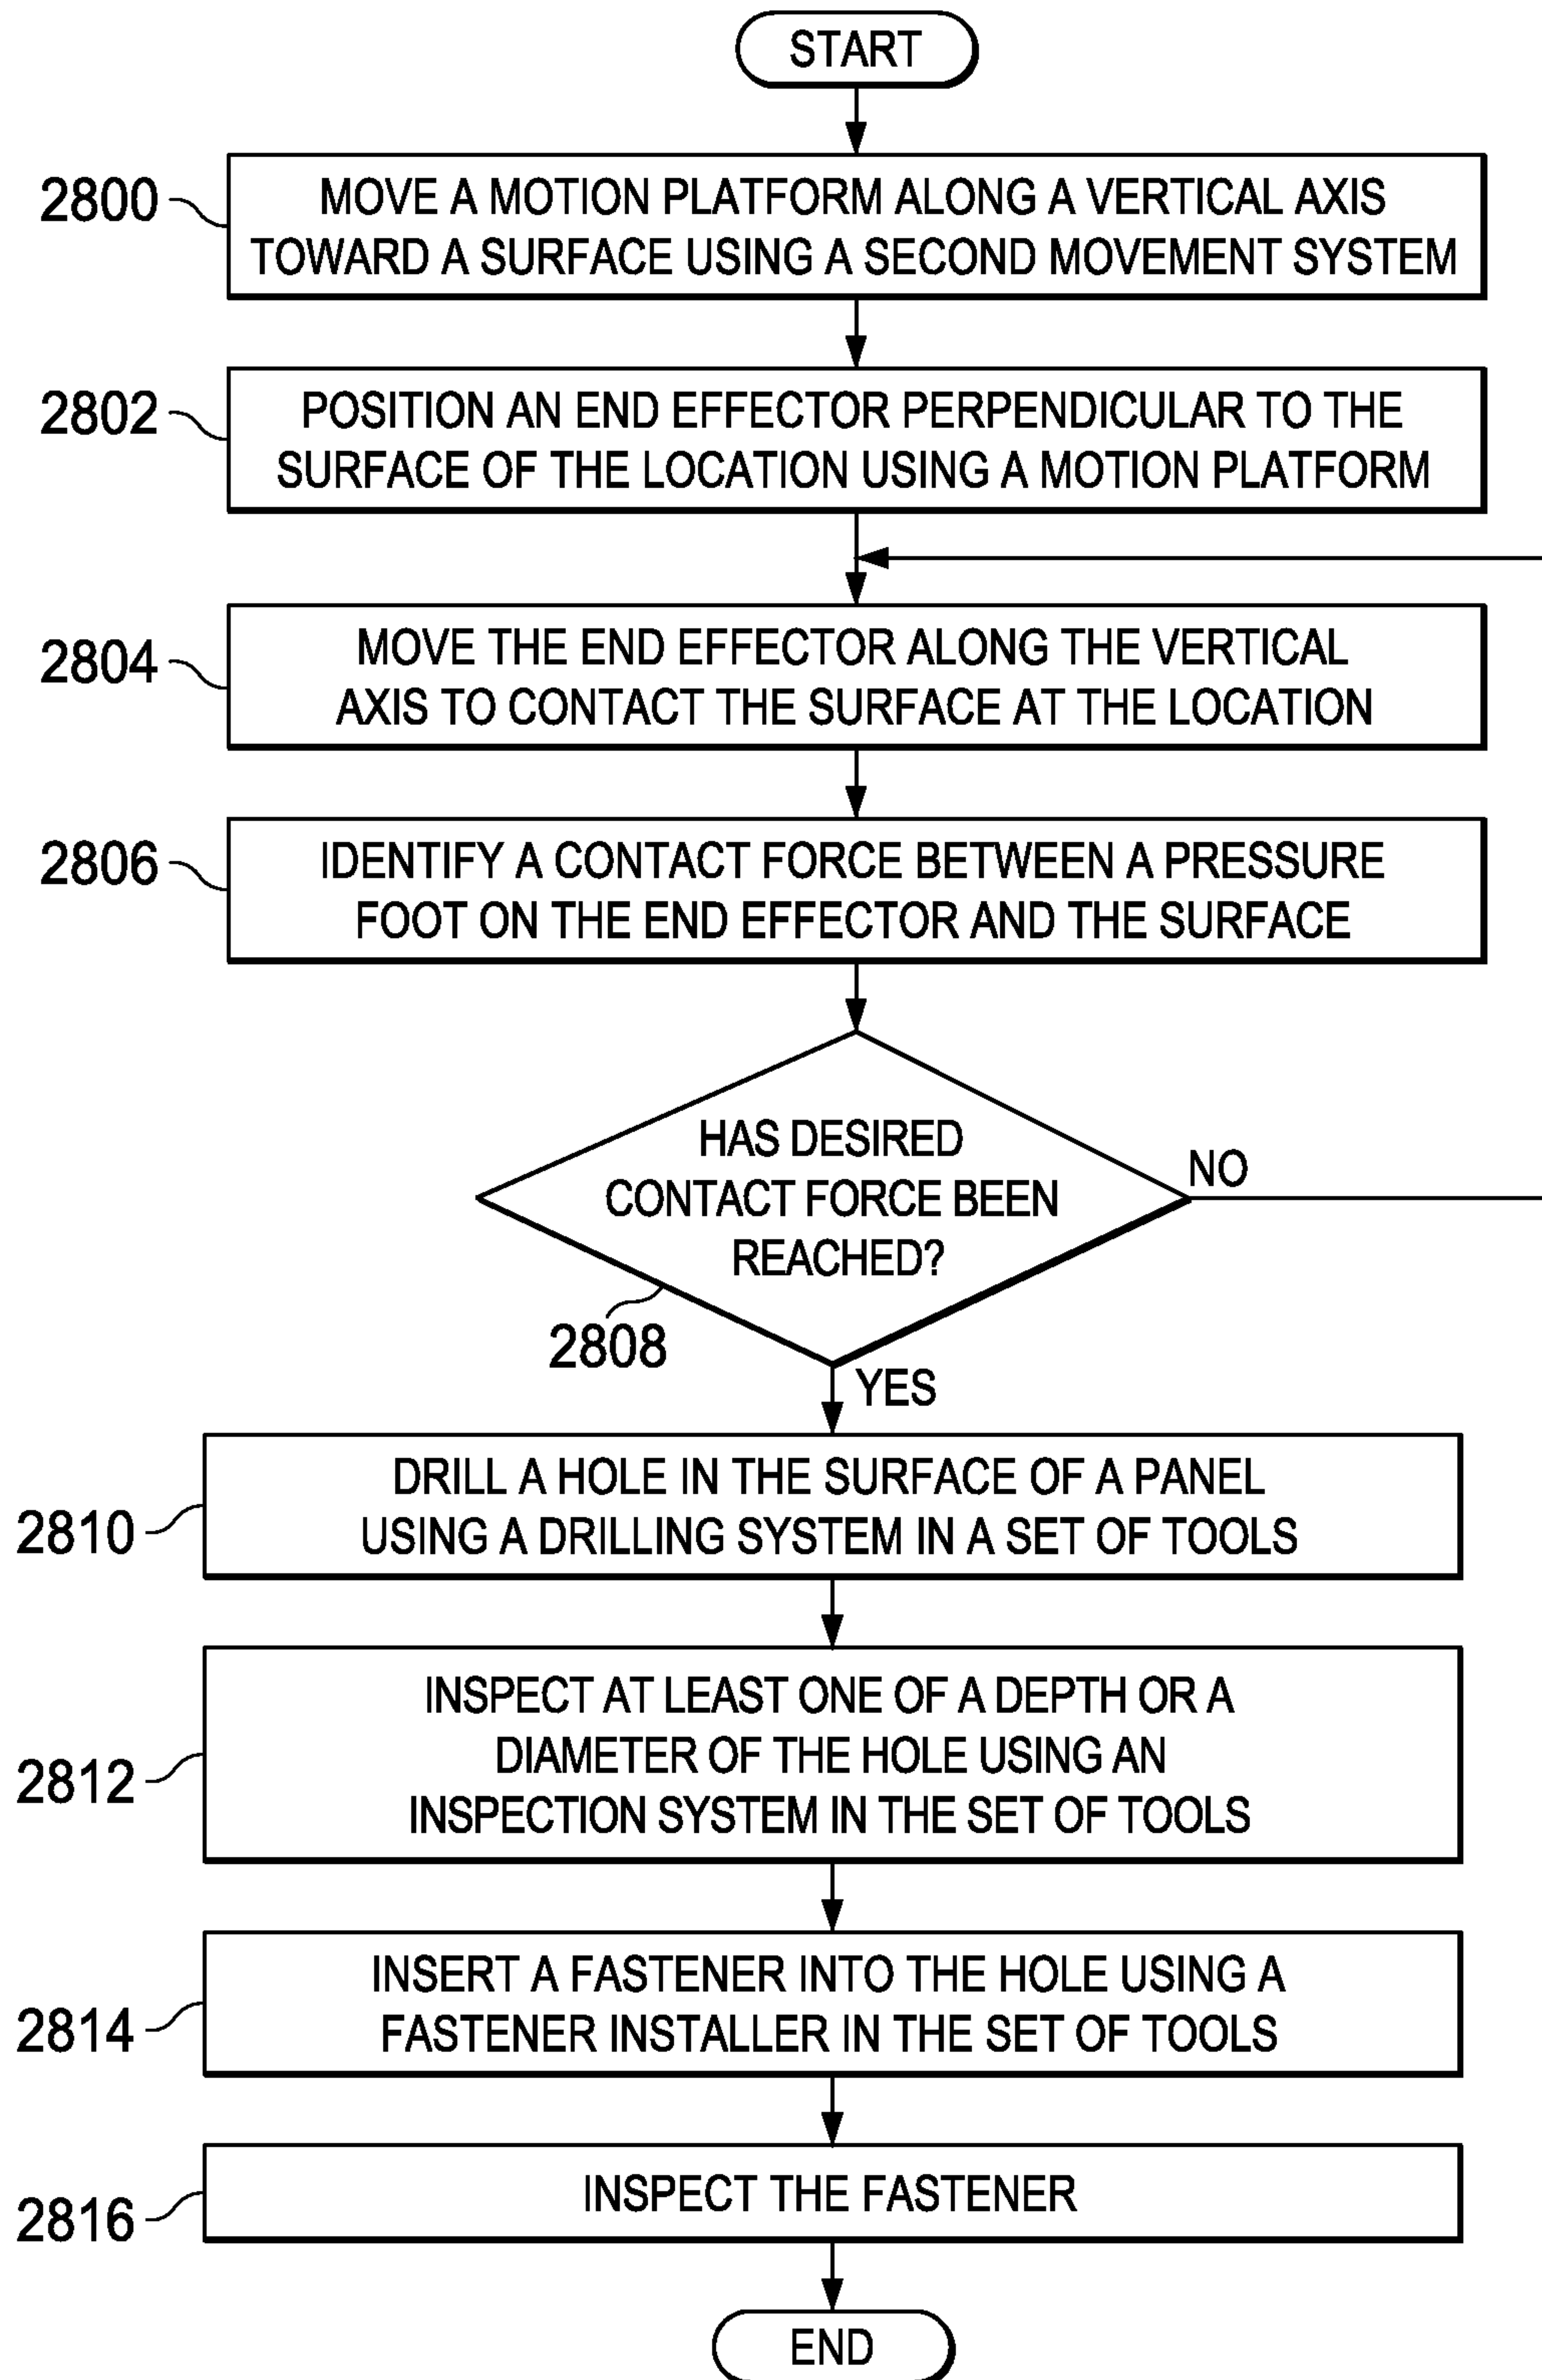 START
2800
MOVE A MOTION PLATFORM ALONG A VERTICAL AXIS
TOWARD A SURFACE USING A SECOND MOVEMENT SYSTEM
2802
POSITION AN END EFFECTOR PERPENDICULAR TO THE
SURFACE OF THE LOCATION USING A MOTION PLATFORM
2804
MOVE THE END EFFECTOR ALONG THE VERTICAL
AXIS TO CONTACT THE SURFACE AT THE LOCATION
2806
IDENTIFY A CONTACT FORCE BETWEEN A PRESSURE
FOOT ON THE END EFFECTOR AND THE SURFACE
HAS DESIRED
CONTACT FORCE BEEN
REACHED?
NO
2808
YES
2810
DRILL A HOLE IN THE SURFACE OF A PANEL
USING A DRILLING SYSTEM IN A SET OF TOOLS
2812
INSPECT AT LEAST ONE OF A DEPTH OR A
DIAMETER OF THE HOLE USING AN
INSPECTION SYSTEM IN THE SET OF TOOLS
2814
INSERT A FASTENER INTO THE HOLE USING A
FASTENER INSTALLER IN THE SET OF TOOLS
2816
INSPECT THE FASTENER
END